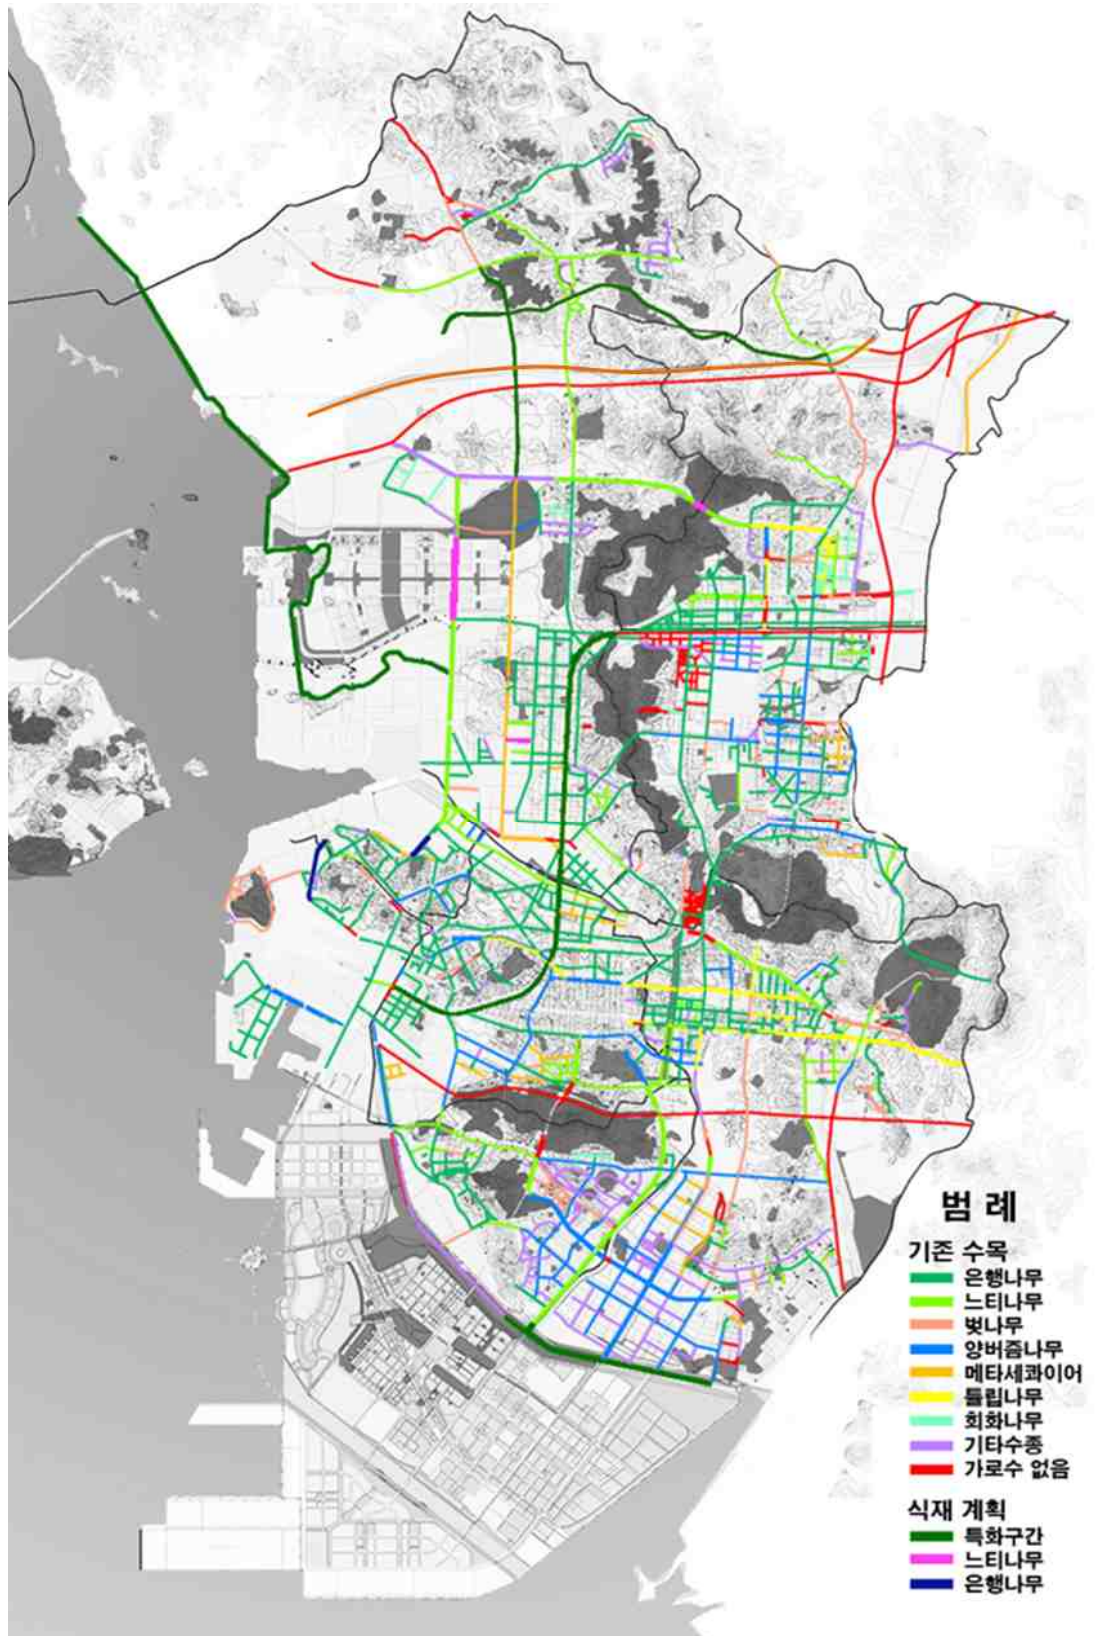 범 례
기존 수목
은행나무
느티나무
벚나무
양버즘나무
메타세콰이어
튤립나무
회화나무
기타수종
가로수 없음
식재 계획
특화구간
느티나무
은행나무